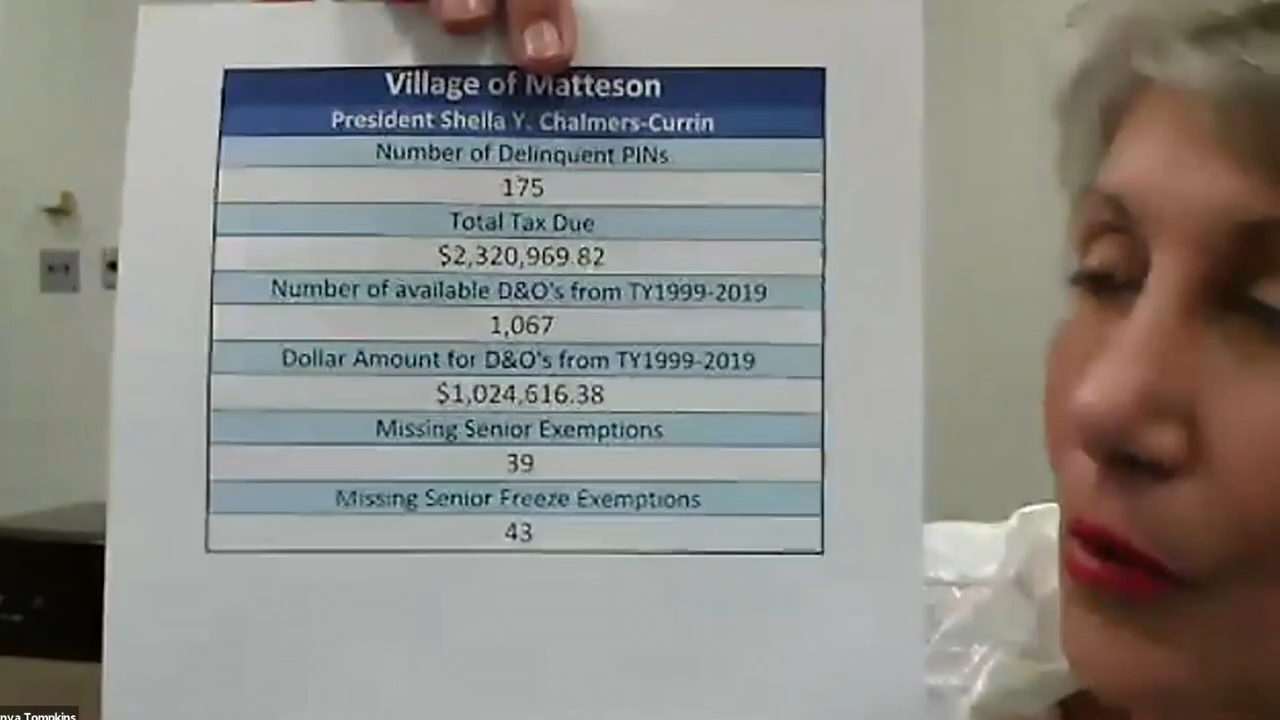 Village of Matteson
President Sheila Y. Chalmers-Currin
Number of Delinquent PINs
175
Total Tax Due
$2,320,969.82
Number of available D&O's from TY1999-2019
1,067
Dollar Amount for D&O's from TY1999-2019
$1,024,616.38
Missing Senior Exemptions
39
Missing Senior Freeze Exemptions
43
Tompkins